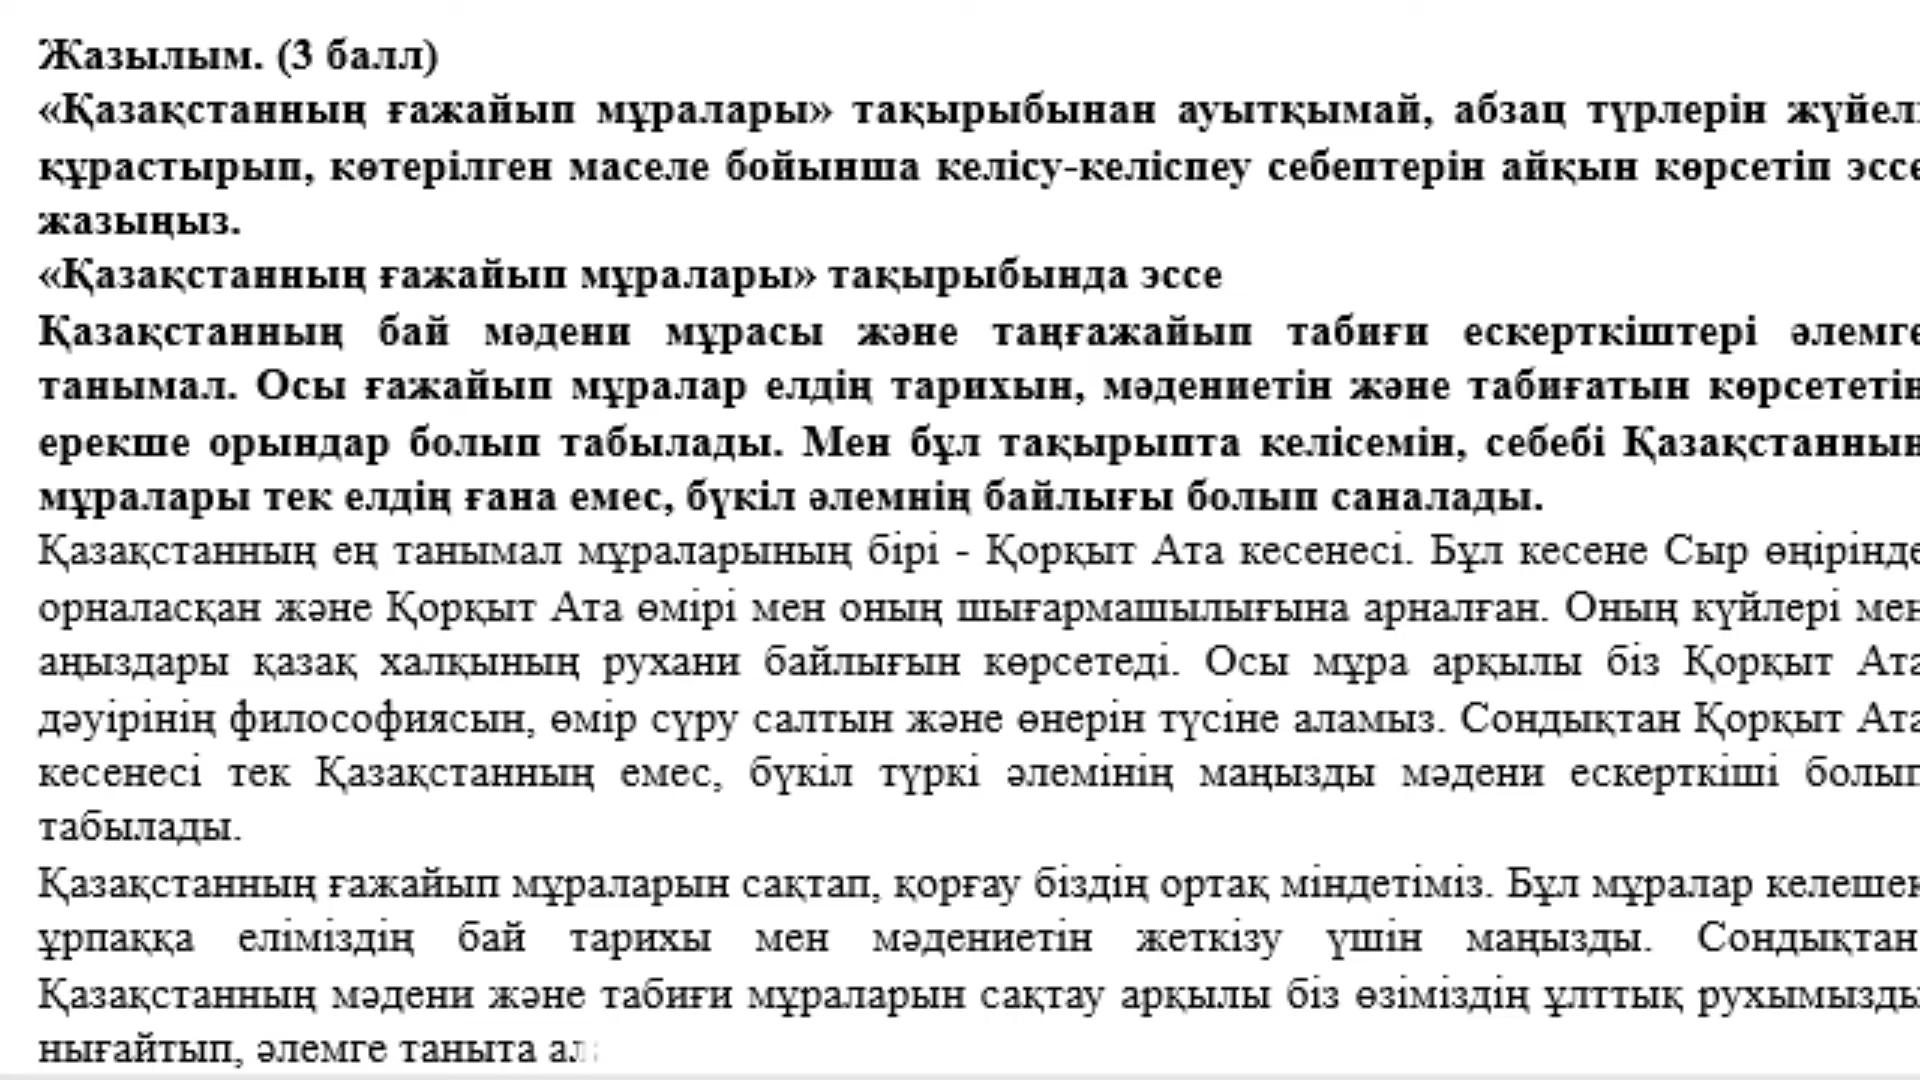 Жазылым. (3 балл)
«Қазақстанның ғажайып мұралары» тақырыбынан ауытқымай, абзац түрлерін жүйелі
құрастырып, көтерілген маселе бойынша келісу-келіспеу себептерін айқын көрсетіп эссе
жазыңыз.
«Қазақстанның ғажайып мұралары» тақырыбында эссе
Қазақстанның бай мәдени мұрасы және таңғажайып табиғи ескерткіштері әлемге
танымал. Осы ғажайып мұралар елдің тарихын, мәдениетін және табиғатын көрсететін
ерекше орындар болып табылады. Мен бұл тақырыпта келісемін, себебі Қазақстанның
мұралары тек елдің ғана емес, бүкіл әлемнің байлығы болып саналады.
Қазақстанның ең танымал мұраларының бірі - Қорқыт Ата кесенесі. Бұл кесене Сыр өңірінде
орналасқан және Қорқыт Ата өмірі мен оның шығармашылығына арналған. Оның күйлері мен
аңыздары қазақ халқының рухани байлығын көрсетеді. Осы мұра арқылы біз Қорқыт Ата
дәуірінің философиясын, өмір сүру салтын және өнерін түсіне аламыз. Сондықтан Қорқыт Ата
кесенесі тек Қазақстанның емес, бүкіл түркі әлемінің маңызды мәдени ескерткіші болып
табылады.
Қазақстанның ғажайып мұраларын сақтап, қорғау біздің ортақ міндетіміз. Бұл мұралар келешек
ұрпаққа еліміздің бай тарихы мен мәдениетін жеткізу үшін маңызды. Сондықтан
Қазақстанның мәдени және табиғи мұраларын сақтау арқылы біз өзіміздің ұлттық рухымызды
нығайтып, әлемге таныта